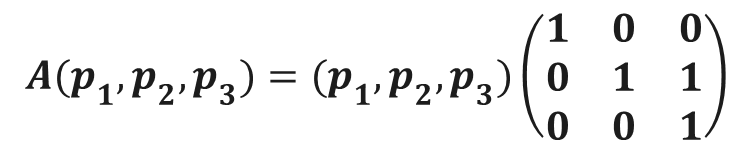 A(p₁,p₂,p₃) = (p₁,p₂,p₃) ( 1 0 0
0 1 1
0 0 1 )